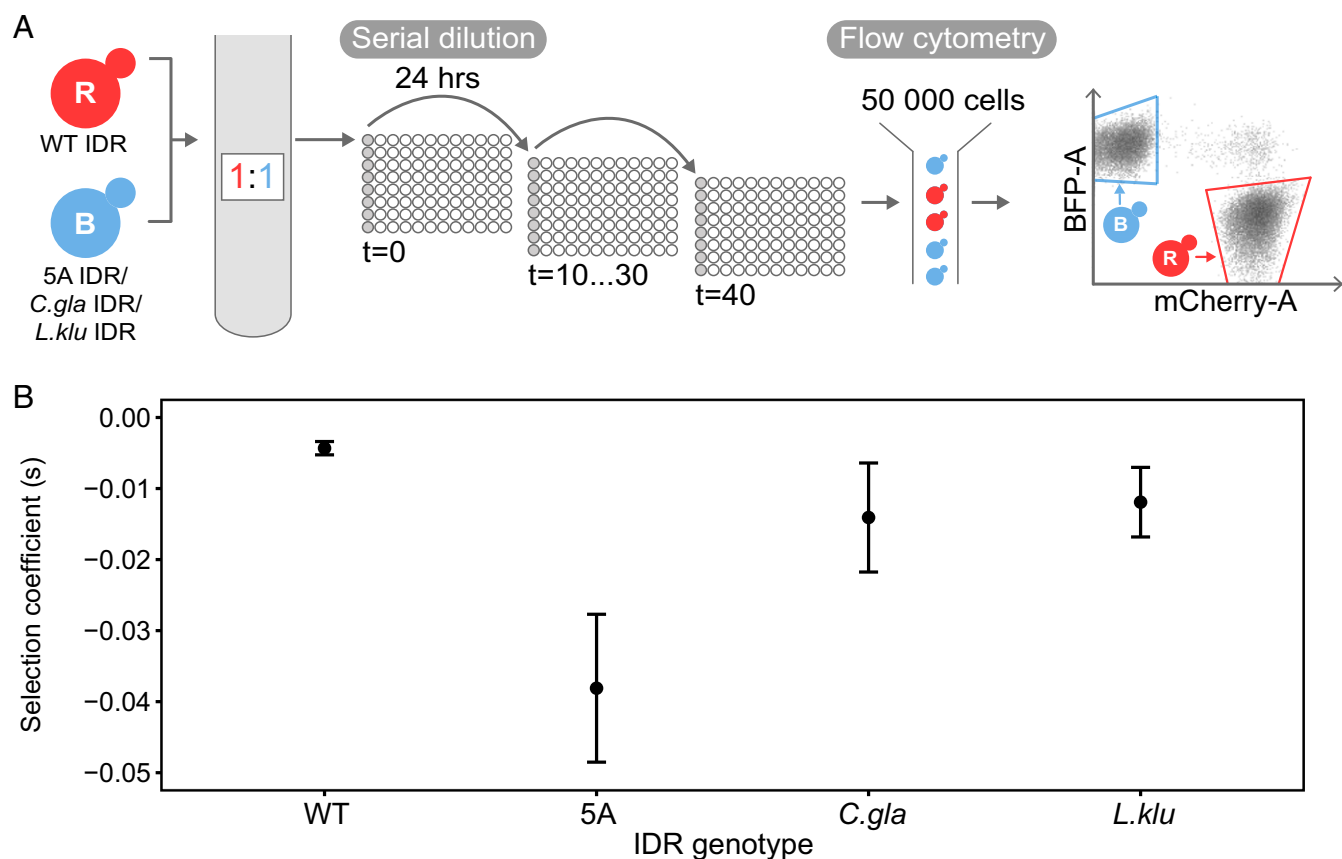 A
Serial dilution
Flow cytometry
R
WT IDR
B
5A IDR/
C.gla IDR/
L.klu IDR
1:1
24 hrs
t=0
t=10...30
t=40
50 000 cells
B
R
R
B
B
BFP-A
B
R
mCherry-A
B
Selection coefficient (s)
0.00
−0.01
−0.02
−0.03
−0.04
−0.05
WT
5A
C.gla
L.klu
IDR genotype